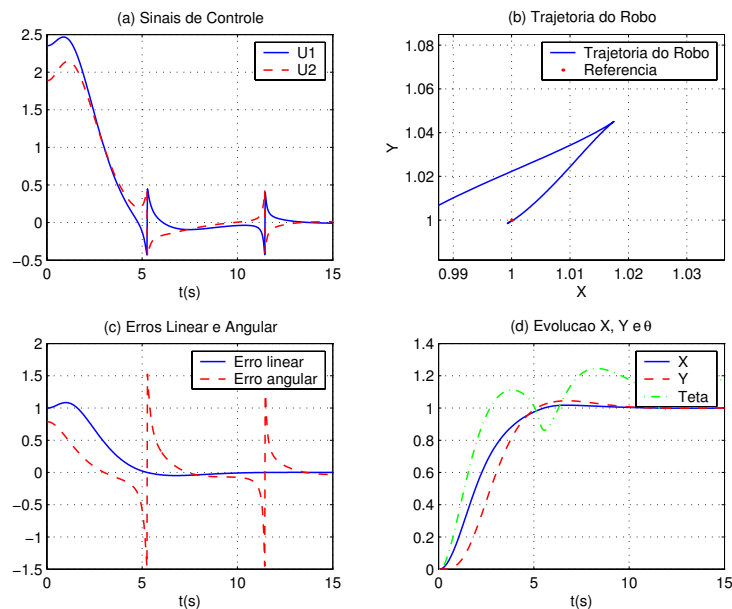 (a) Sinais de Controle
2.5
2
1.5
1
0.5
0
−0.5
0
5
10
15
t(s)
U1
U2
(b) Trajetoria do Robo
1.08
1.06
1.04
1.02
1
Y
0.99
1
1.01
1.02
1.03
X
Trajetoria do Robo
Referencia
(c) Erros Linear e Angular
2
1.5
1
0.5
0
−0.5
−1
−1.5
0
5
10
15
t(s)
Erro linear
Erro angular
(d) Evolucao X, Y e θ
1.4
1.2
1
0.8
0.6
0.4
0.2
0
0
5
10
15
t(s)
X
Y
Teta